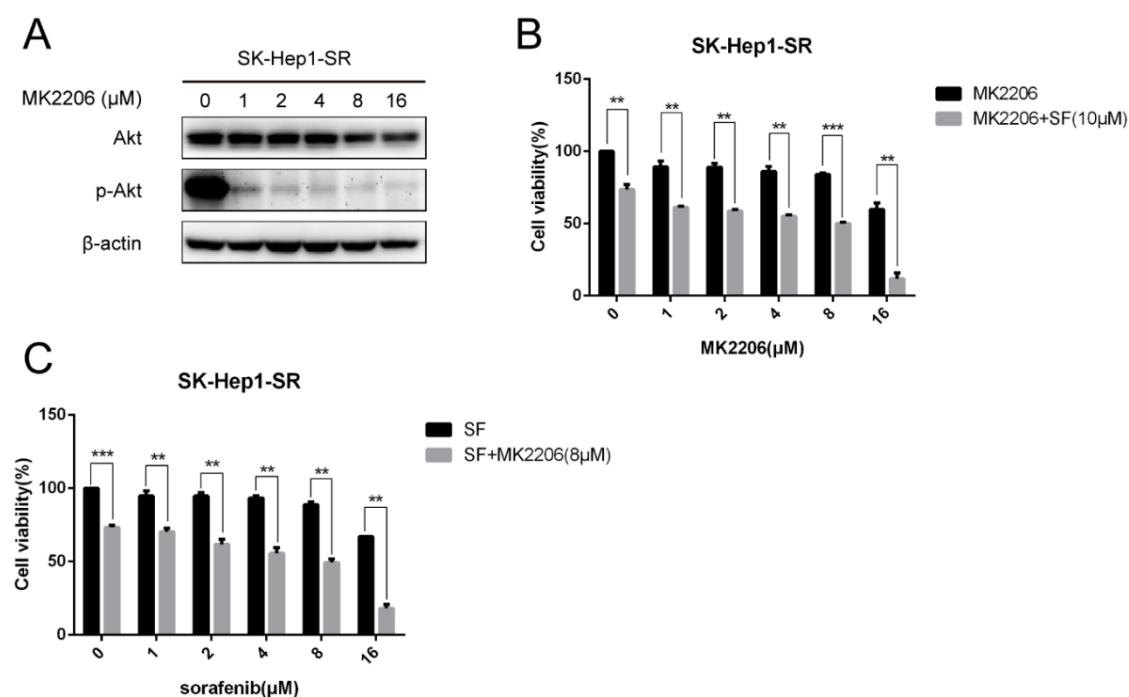 A
SK-Hep1-SR
MK2206 (μM) 0 1 2 4 8 16
Akt
p-Akt
β-actin
B
SK-Hep1-SR
MK2206
MK2206+SF(10μM)
Cell viability(%)
150
100
50
0
** ** ** ** *** **
0 1 2 4 8 16
MK2206(μM)
C
SK-Hep1-SR
SF
SF+MK2206(8μM)
Cell viability(%)
150
100
50
0
*** ** ** ** ** **
0 1 2 4 8 16
sorafenib(μM)